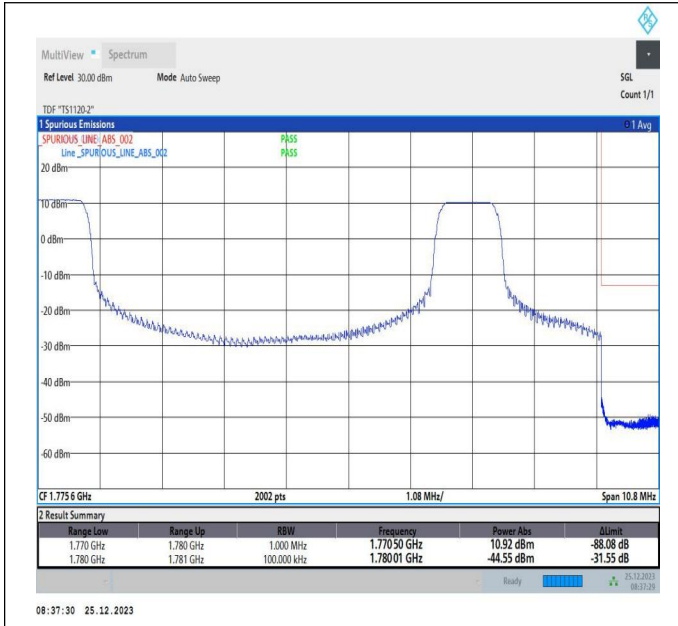 R S
MultiView Spectrum
Ref Level 30.00 dBm Mode Auto Sweep SGL
Count 1/1
TDF "TS1120-2"
1 Spurious Emissions 1 Avg
_SPURIOUS_LINE_ABS_002 PASS
Line _SPURIOUS_LINE_ABS_002 PASS
20 dBm
10 dBm
0 dBm
-10 dBm
-20 dBm
-30 dBm
-40 dBm
-50 dBm
-60 dBm
CF 1.775 6 GHz 2002 pts 1.08 MHz/ Span 10.8 MHz
2 Result Summary
Range Low Range Up RBW Frequency Power Abs ΔLimit
1.770 GHz 1.780 GHz 1.000 MHz 1.77050 GHz 10.92 dBm -88.08 dB
1.780 GHz 1.781 GHz 100.000 kHz 1.78001 GHz -44.55 dBm -31.55 dB
Ready 25.12.2023
08:37:29
08:37:30 25.12.2023